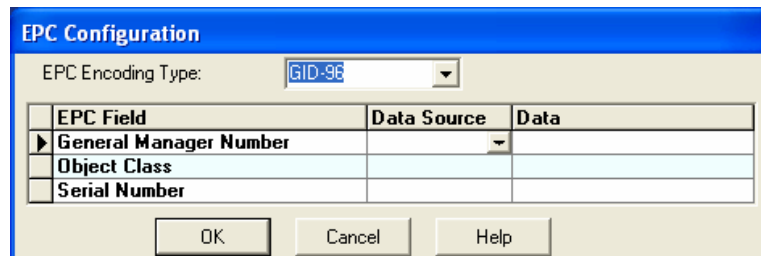 EPC Configuration
EPC Encoding Type: GID-96
EPC Field Data Source Data
General Manager Number
Object Class
Serial Number
OK Cancel Help